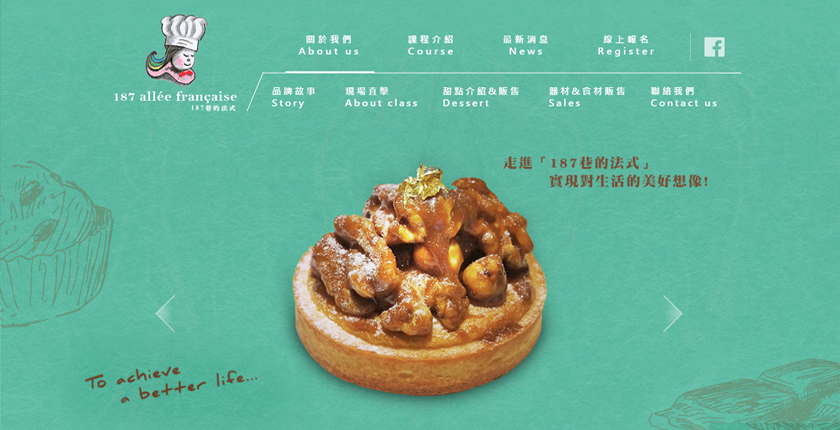 187 allée française
187巷的法式
關於我們
About us
課程介紹
Course
最新消息
News
線上報名
Register
品牌故事
Story
現場直擊
About class
甜點介紹&販售
Dessert
器材&食材販售
Sales
聯絡我們
Contact us
走進「187巷的法式」
實現對生活的美好想像!
To achieve
a better life...